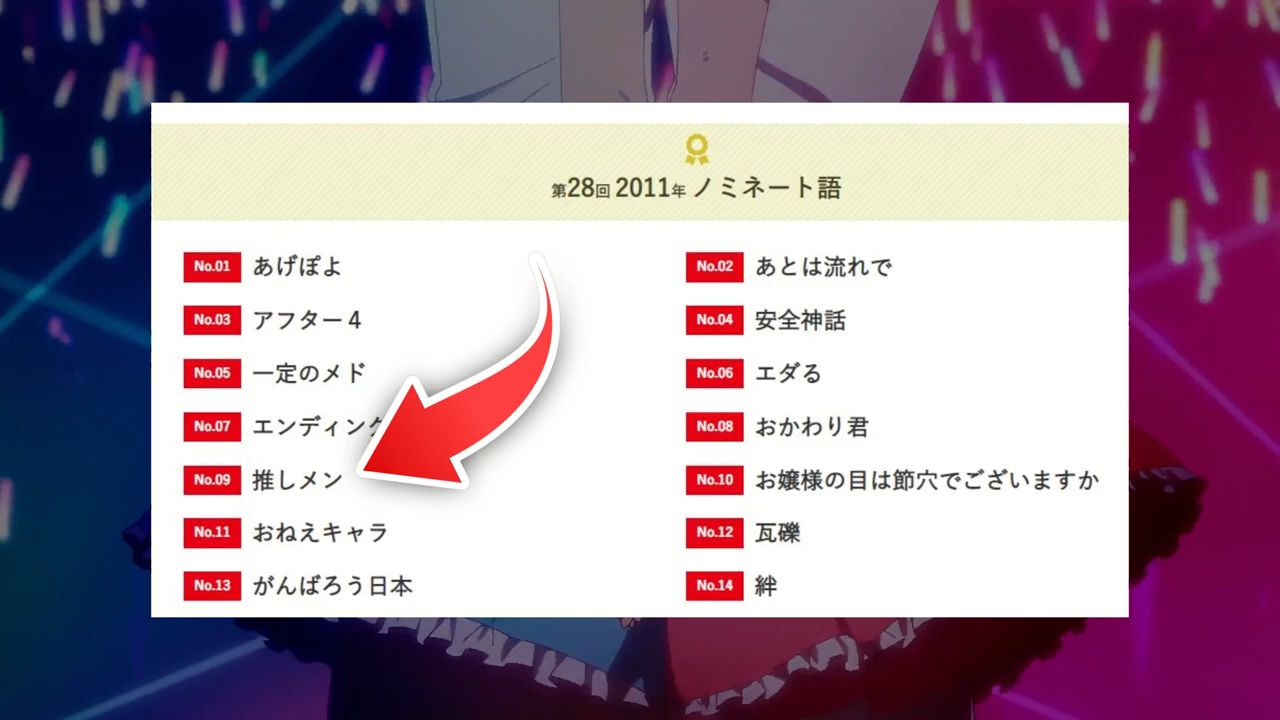 第28回 2011年 ノミネート語
No.01 あげぽよ
No.02 あとは流れで
No.03 アフター4
No.04 安全神話
No.05 一定のメド
No.06 エダる
No.07 エンディン
No.08 おかわり君
No.09 推しメン
No.10 お嬢様の目は節穴でございますか
No.11 おねえキャラ
No.12 瓦礫
No.13 がんばろう日本
No.14 絆